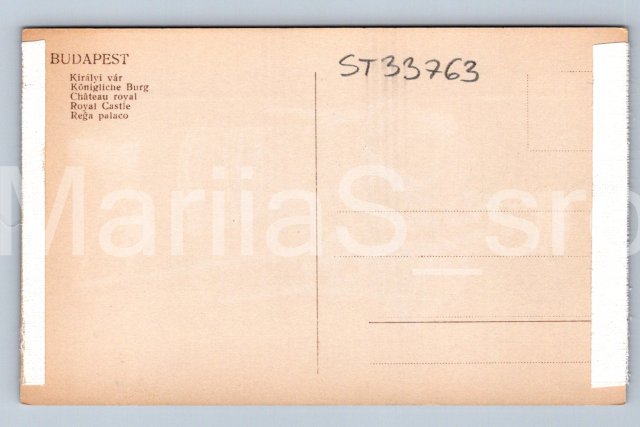 BUDAPEST
Királyi vár
Königliche Burg
Château royal
Royal Castle
Reĝa palaco
ST33763
MariiaS_sro